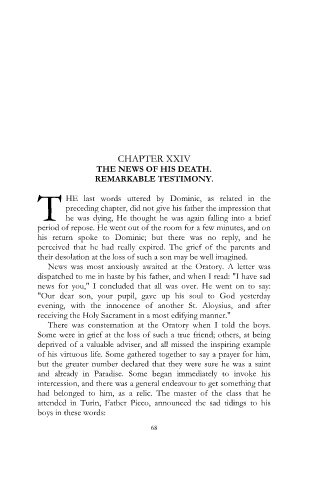 CHAPTER XXIV
THE NEWS OF HIS DEATH.
REMARKABLE TESTIMONY.
THE last words uttered by Dominic, as related in the
preceding chapter, did not give his father the impression that
he was dying, He thought he was again falling into a brief
period of repose. He went out of the room for a few minutes, and on
his return spoke to Dominic; but there was no reply, and he
perceived that he had really expired. The grief of the parents and
their desolation at the loss of such a son may be well imagined.
News was most anxiously awaited at the Oratory. A letter was
dispatched to me in haste by his father, and when I read: "I have sad
news for you," I concluded that all was over. He went on to say:
"Our dear son, your pupil, gave up his soul to God yesterday
evening, with the innocence of another St. Aloysius, and after
receiving the Holy Sacrament in a most edifying manner."
There was consternation at the Oratory when I told the boys.
Some were in grief at the loss of such a true friend; others, at being
deprived of a valuable adviser, and all missed the inspiring example
of his virtuous life. Some gathered together to say a prayer for him,
but the greater number declared that they were sure he was a saint
and already in Paradise. Some began immediately to invoke his
intercession, and there was a general endeavour to get something that
had belonged to him, as a relic. The master of the class that he
attended in Turin, Father Picco, announced the sad tidings to his
boys in these words:
68